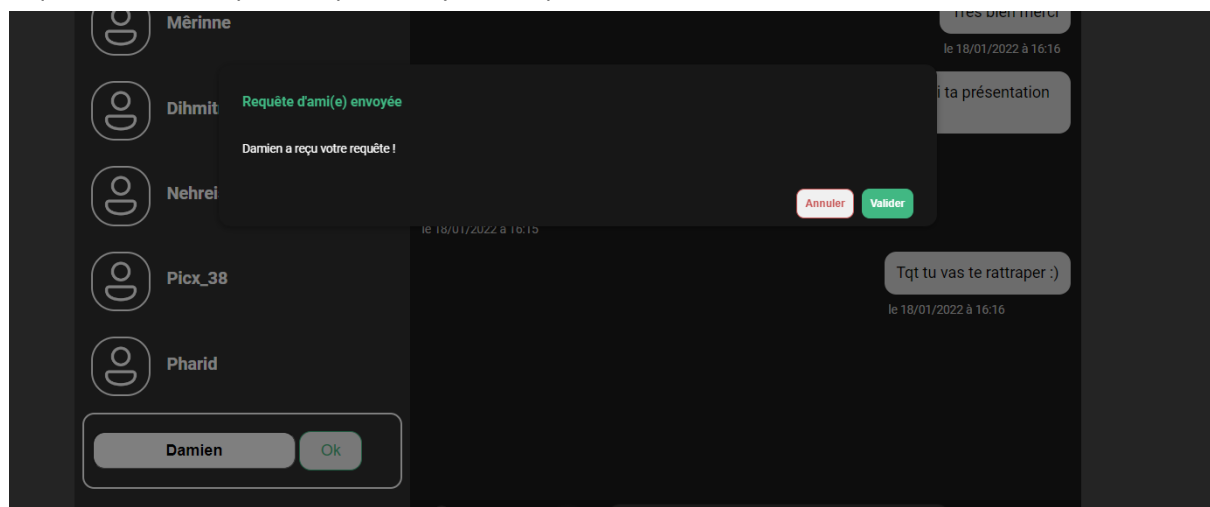 Mêrinne
Très bien merci
le 18/01/2022 à 16:16
Dihmit
Requête d'ami(e) envoyée
i ta présentation
Damien a reçu votre requête !
Nehrei
Annuler
Valider
le 18/01/2022 à 16:15
Picx_38
Tqt tu vas te rattraper :)
le 18/01/2022 à 16:16
Pharid
Damien
Ok